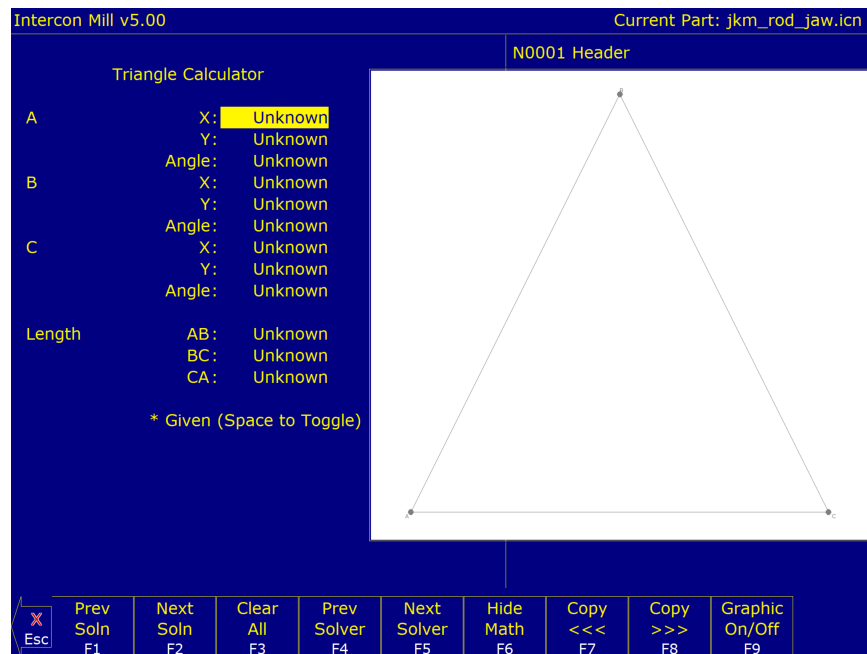 Intercon Mill v5.00 Current Part: jkm_rod_jaw.icn
N0001 Header
Triangle Calculator
A X: Unknown
Y: Unknown
Angle: Unknown
B X: Unknown
Y: Unknown
Angle: Unknown
C X: Unknown
Y: Unknown
Angle: Unknown
Length AB: Unknown
BC: Unknown
CA: Unknown
* Given (Space to Toggle)
B
A
C
X Esc
Prev Soln F1
Next Soln F2
Clear All F3
Prev Solver F4
Next Solver F5
Hide Math F6
Copy <<< F7
Copy >>> F8
Graphic On/Off F9